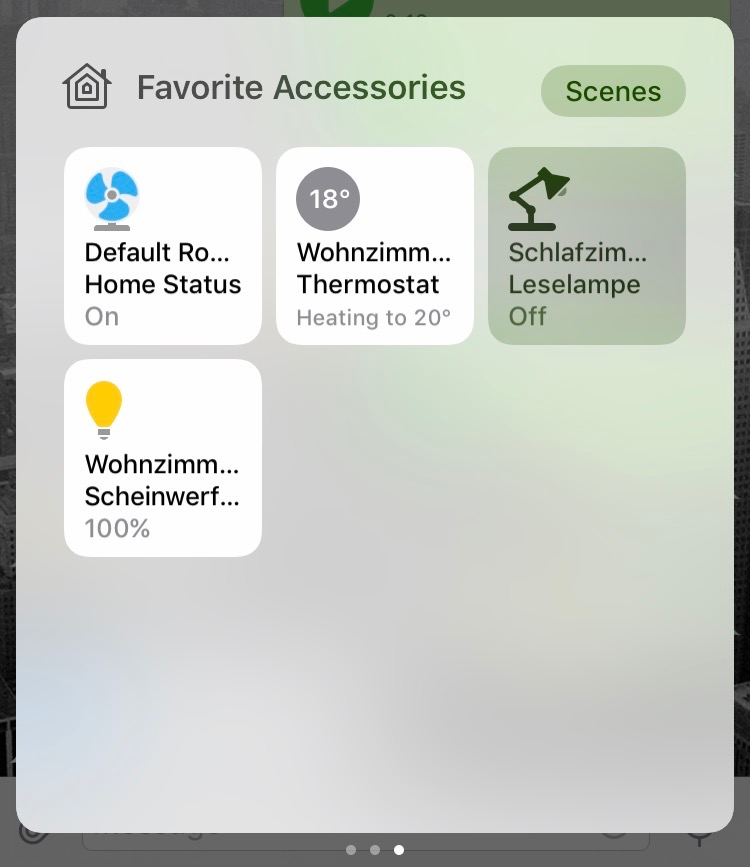 Favorite Accessories
Scenes
Default Ro...
Home Status
On
18°
Wohnzimm...
Thermostat
Heating to 20°
Schlafzim...
Leselampe
Off
Wohnzimm...
Scheinwerf...
100%